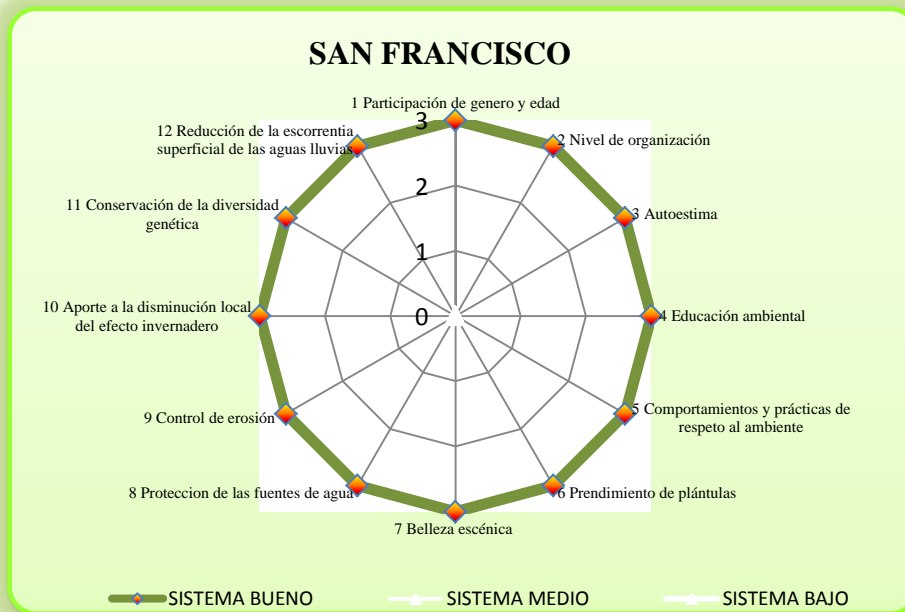 SAN FRANCISCO
1 Participación de genero y edad
2 Nivel de organización
3 Autoestima
4 Educación ambiental
5 Comportamientos y prácticas de
respeto al ambiente
6 Prendimiento de plántulas
7 Belleza escénica
8 Proteccion de las fuentes de agua
9 Control de erosión
10 Aporte a la disminución local
del efecto invernadero
11 Conservación de la diversidad
genética
12 Reducción de la escorrentia
superficial de las aguas lluvias
3
2
1
0
SISTEMA BUENO
SISTEMA MEDIO
SISTEMA BAJO